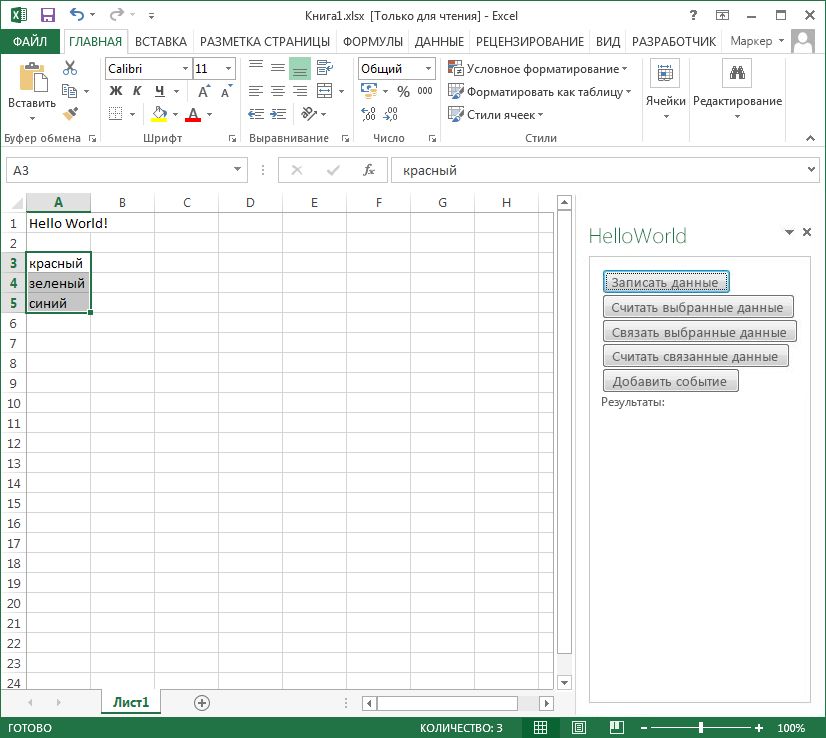 Книга1.xlsx [Только для чтения] - Excel
ФАЙЛ ГЛАВНАЯ ВСТАВКА РАЗМЕТКА СТРАНИЦЫ ФОРМУЛЫ ДАННЫЕ РЕЦЕНЗИРОВАНИЕ ВИД РАЗРАБОТЧИК Маркер
Вставить
Буфер обмена
Calibri 11
Ж К Ч А А
А
Шрифт
Выравнивание
Общий
% 000
,00 ,0
Число
Условное форматирование
Форматировать как таблицу
Стили ячеек
Стили
Ячейки
Редактирование
A3 fx красный
A B C D E F G H
1 Hello World!
2
3 красный
4 зеленый
5 синий
6
7
8
9
10
11
12
13
14
15
16
17
18
19
20
21
22
23
24
HelloWorld
Записать данные
Считать выбранные данные
Связать выбранные данные
Считать связанные данные
Добавить событие
Результаты:
Лист1
ГОТОВО КОЛИЧЕСТВО: 3 100%